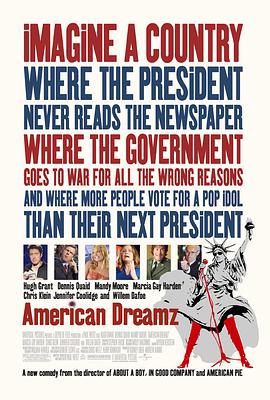 iMAGiNE A COUNTRY
WHERE THE PRESiDENT
NEVER READS THE NEWSPAPER
WHERE THE GOVERNMENT
GOES TO WAR FOR ALL THE WRONG REASONS
AND WHERE MORE PEOPLE VOTE FOR A POP iDOL
THAN THEiR NEXT PRESiDENT
Hugh Grant Dennis Quaid Mandy Moore Marcia Gay Harden
Chris Klein Jennifer Coolidge and Willem Dafoe
American Dreamz
A new comedy from the director of ABOUT A BOY, IN GOOD COMPANY and AMERICAN PIE